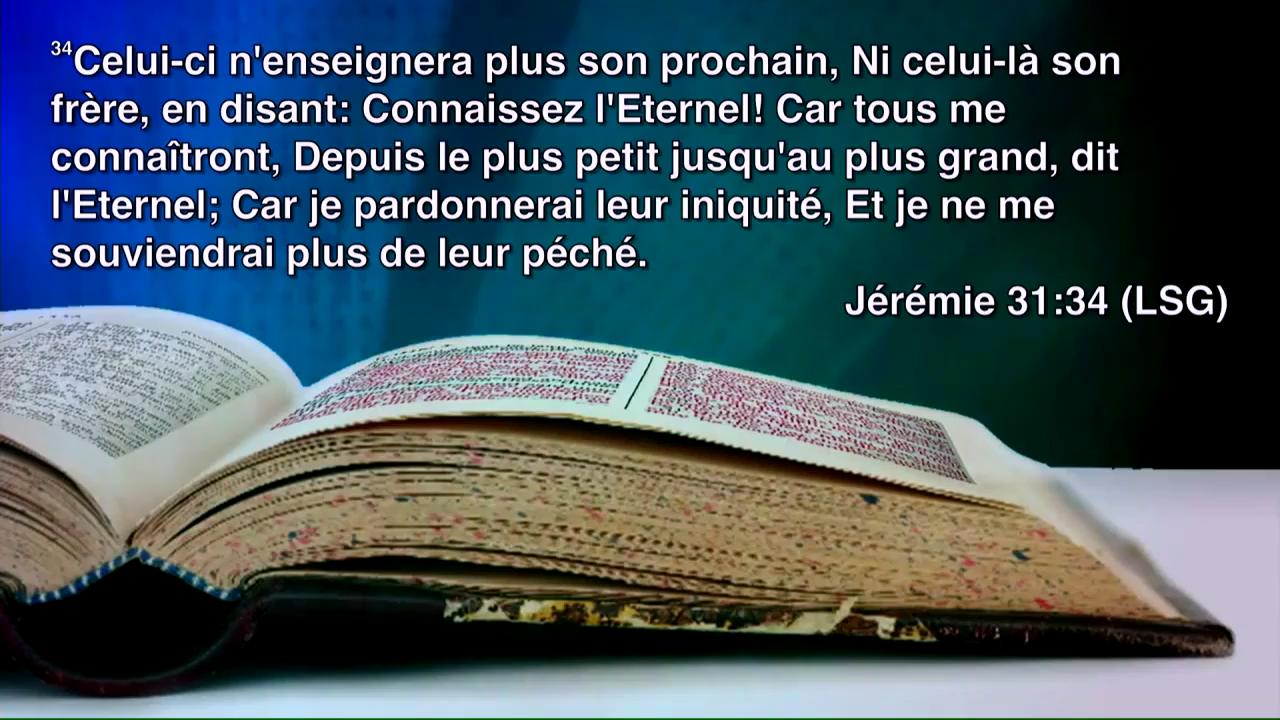 34Celui-ci n'enseignera plus son prochain, Ni celui-là son
frère, en disant: Connaissez l'Eternel! Car tous me
connaîtront, Depuis le plus petit jusqu'au plus grand, dit
l'Eternel; Car je pardonnerai leur iniquité, Et je ne me
souviendrai plus de leur péché.
Jérémie 31:34 (LSG)